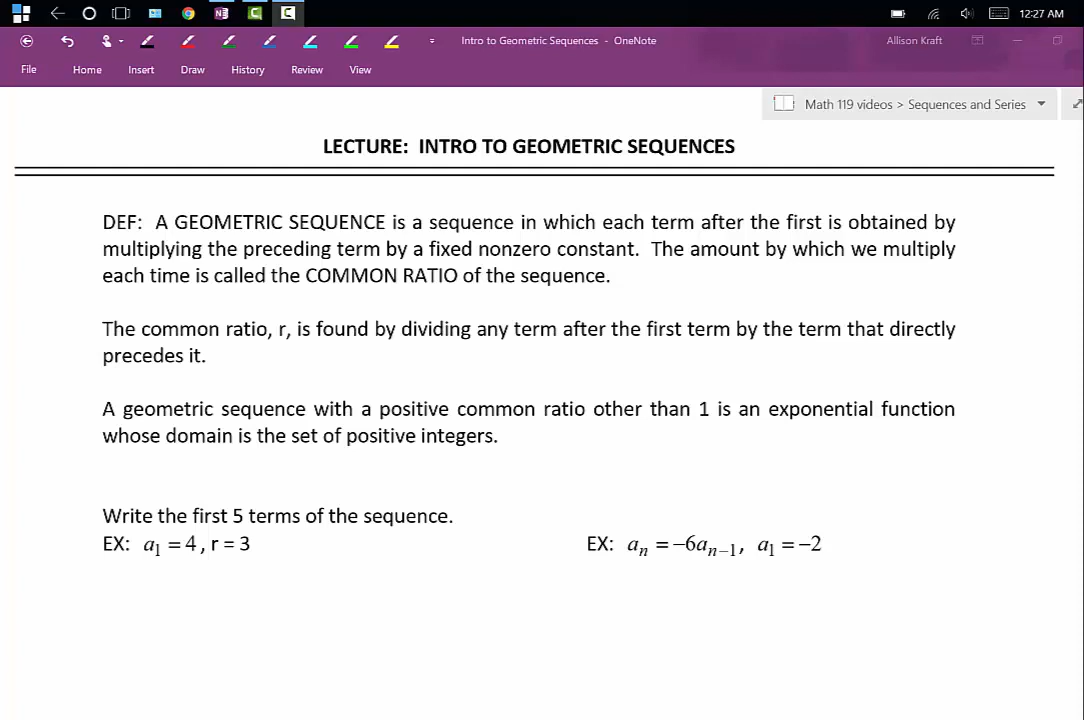 12:27 AM
Intro to Geometric Sequences - OneNote
Allison Kraft
File Home Insert Draw History Review View
Math 119 videos > Sequences and Series
LECTURE: INTRO TO GEOMETRIC SEQUENCES
DEF: A GEOMETRIC SEQUENCE is a sequence in which each term after the first is obtained by
multiplying the preceding term by a fixed nonzero constant. The amount by which we multiply
each time is called the COMMON RATIO of the sequence.
The common ratio, r, is found by dividing any term after the first term by the term that directly
precedes it.
A geometric sequence with a positive common ratio other than 1 is an exponential function
whose domain is the set of positive integers.
Write the first 5 terms of the sequence.
EX: a₁ = 4, r = 3 EX: aₙ = −6aₙ₋₁, a₁ = −2